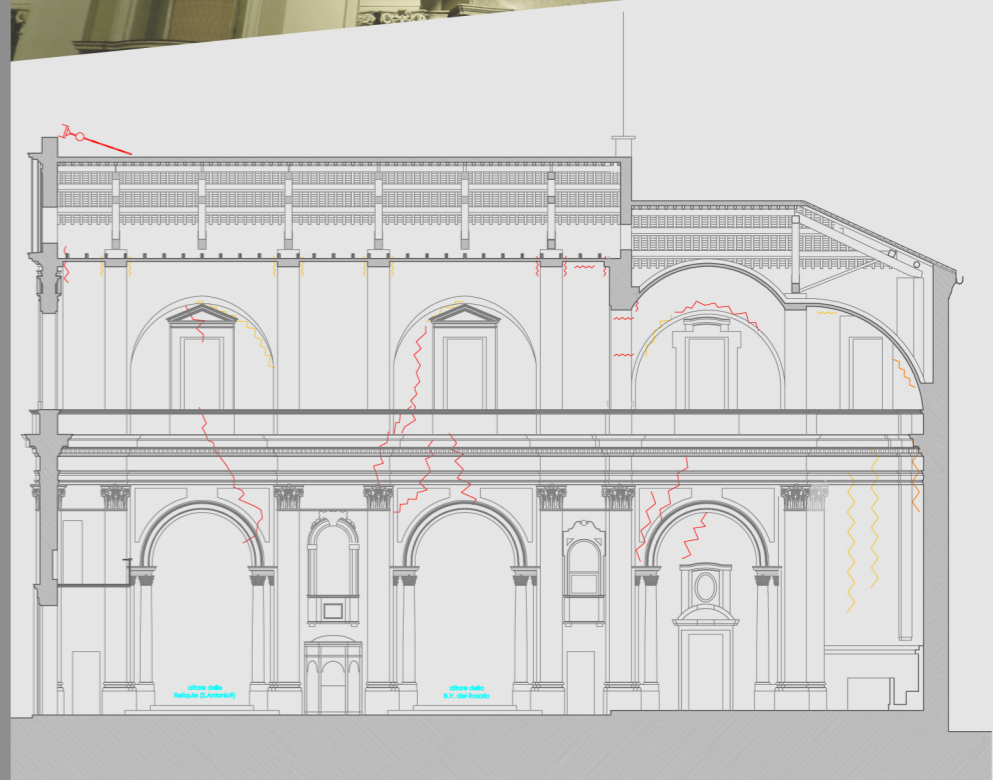 altare delle
Reliquie (S.Antonio?)
altare della
B.V. del Rosario